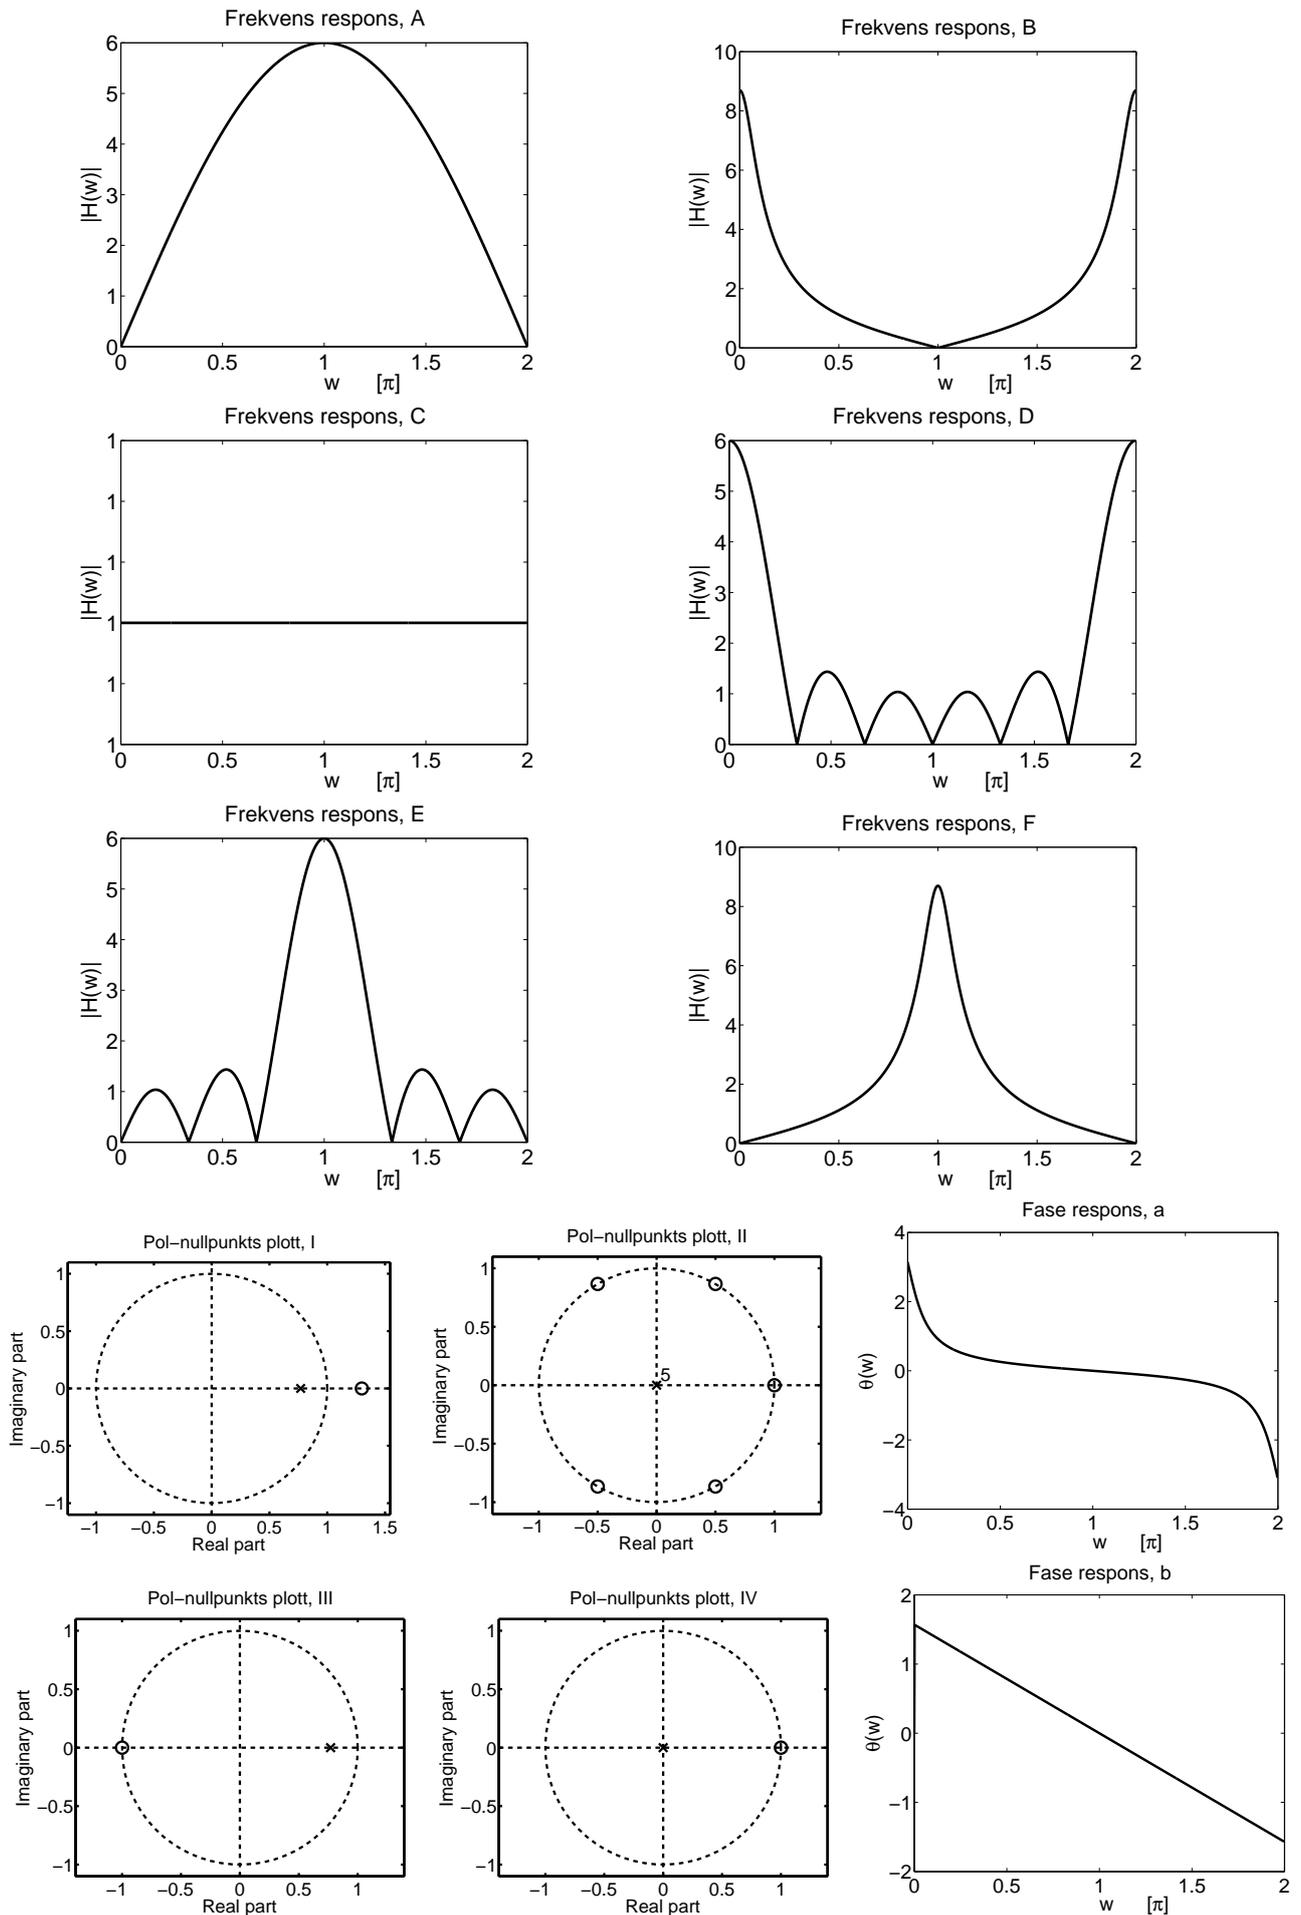 Frekvens respons, A
6
5
4
3
2
1
0
|H(w)|
0 0.5 1 1.5 2
w [π]
Frekvens respons, B
10
8
6
4
2
0
|H(w)|
0 0.5 1 1.5 2
w [π]
Frekvens respons, C
1
1
1
1
1
1
|H(w)|
0 0.5 1 1.5 2
w [π]
Frekvens respons, D
6
5
4
3
2
1
0
|H(w)|
0 0.5 1 1.5 2
w [π]
Frekvens respons, E
6
5
4
3
2
1
0
|H(w)|
0 0.5 1 1.5 2
w [π]
Frekvens respons, F
10
8
6
4
2
0
|H(w)|
0 0.5 1 1.5 2
w [π]
Pol−nullpunkts plott, I
1
0.5
0
−0.5
−1
Imaginary part
−1 −0.5 0 0.5 1 1.5
Real part
Pol−nullpunkts plott, II
1
0.5
0
−0.5
−1
Imaginary part
5
−1 −0.5 0 0.5 1
Real part
Fase respons, a
4
2
0
−2
−4
θ(w)
0 0.5 1 1.5 2
w [π]
Pol−nullpunkts plott, III
1
0.5
0
−0.5
−1
Imaginary part
−1 −0.5 0 0.5 1
Real part
Pol−nullpunkts plott, IV
1
0.5
0
−0.5
−1
Imaginary part
−1 −0.5 0 0.5 1
Real part
Fase respons, b
2
1
0
−1
−2
θ(w)
0 0.5 1 1.5 2
w [π]